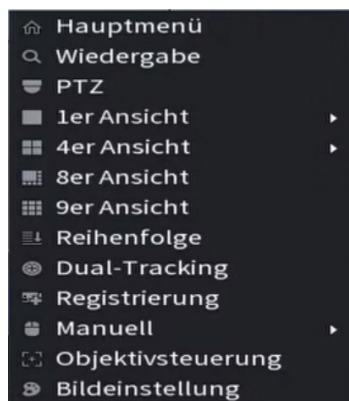 Hauptmenü
Wiedergabe
PTZ
1er Ansicht
4er Ansicht
8er Ansicht
9er Ansicht
Reihenfolge
Dual-Tracking
Registrierung
Manuell
Objektivsteuerung
Bildeinstellung